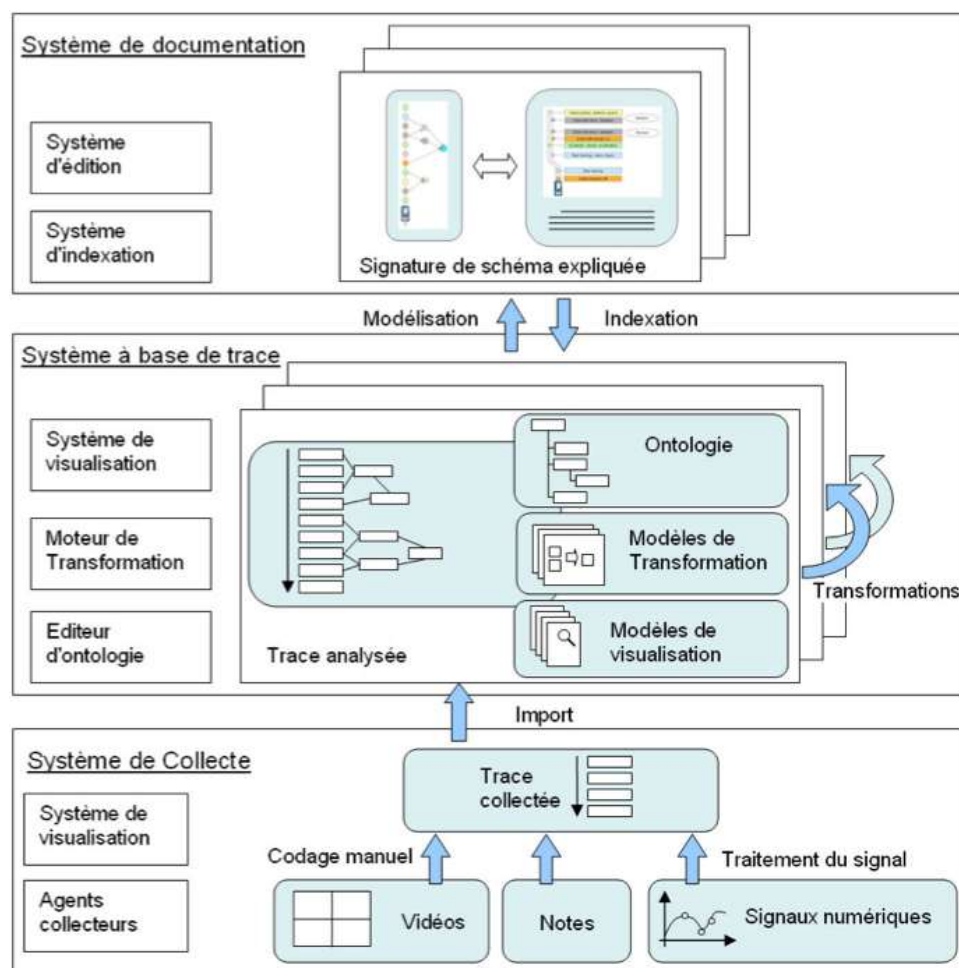 Système de documentation
Système
d'édition
Système
d'indexation
Signature de schéma expliquée
Modélisation
Indexation
Système à base de trace
Système de
visualisation
Moteur de
Transformation
Editeur
d'ontologie
Ontologie
Modèles de
Transformation
Modèles de
visualisation
Trace analysée
Transformations
Import
Système de Collecte
Système de
visualisation
Agents
collecteurs
Trace
collectée
Codage manuel
Traitement du signal
Vidéos
Notes
Signaux numériques